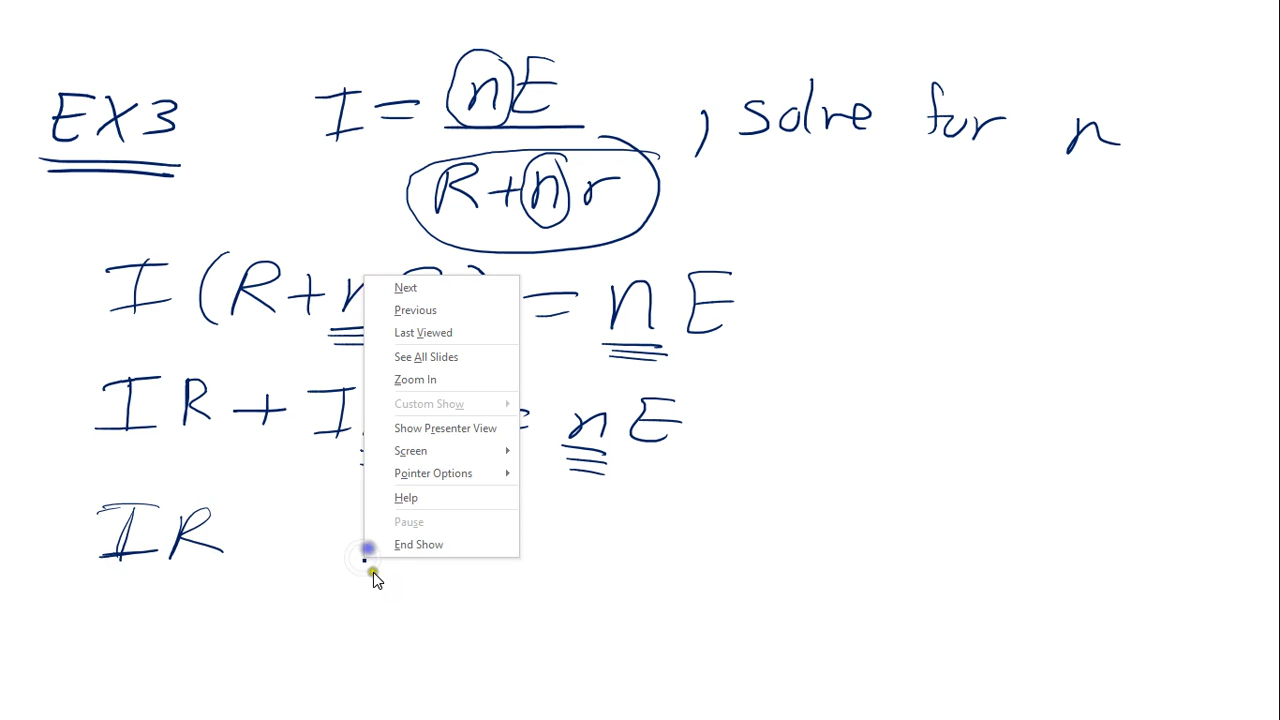 EX3 I = nE / R+nr , solve for n
I (R+n = nE
IR + I = nE
IR
Next
Previous
Last Viewed
See All Slides
Zoom In
Custom Show
Show Presenter View
Screen
Pointer Options
Help
Pause
End Show